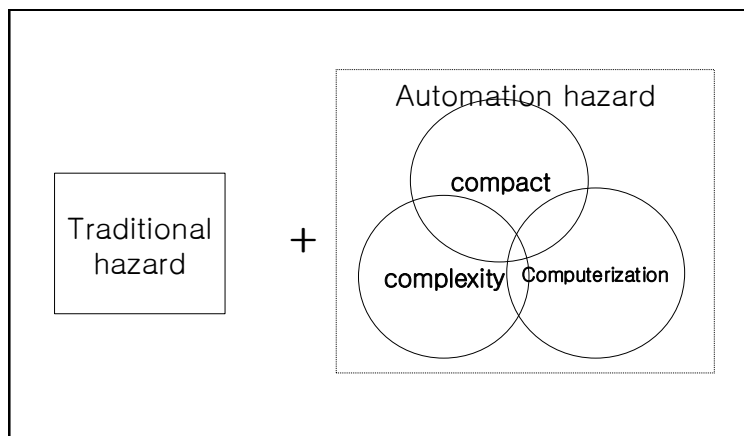 Traditional
hazard
+
Automation hazard
compact
complexity
Computerization